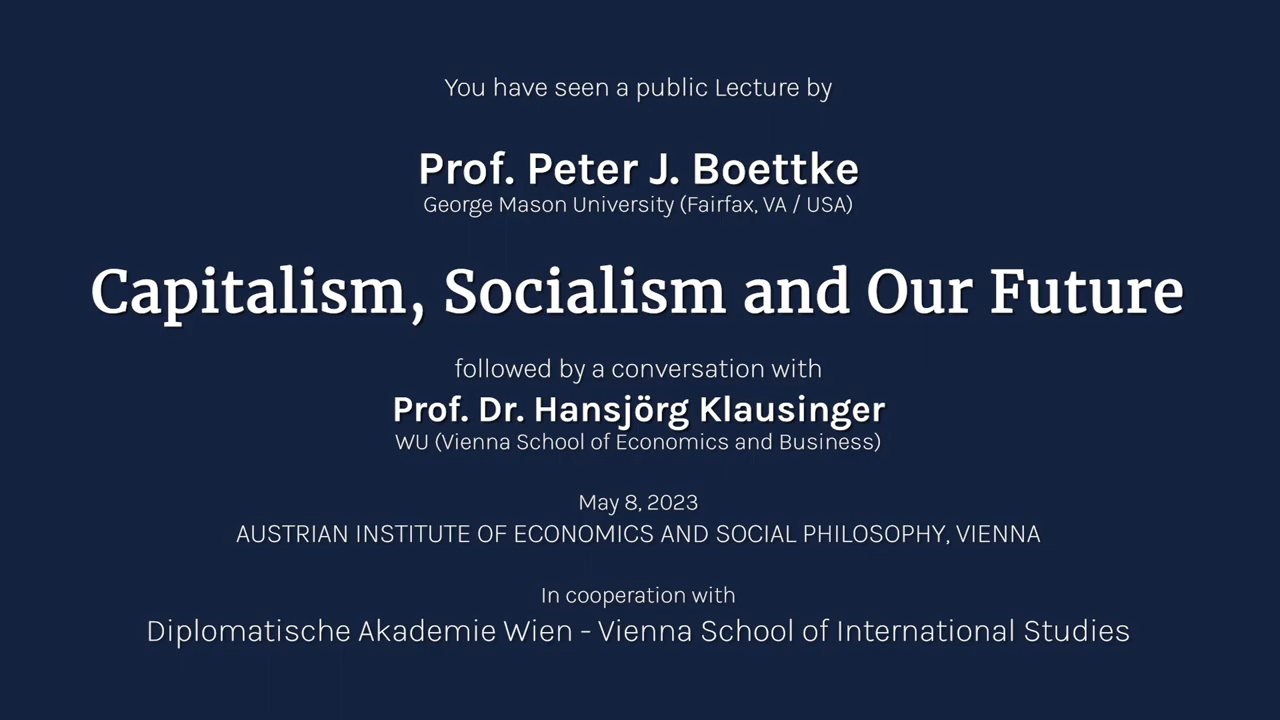 You have seen a public Lecture by
Prof. Peter J. Boettke
George Mason University (Fairfax, VA / USA)
Capitalism, Socialism and Our Future
followed by a conversation with
Prof. Dr. Hansjörg Klausinger
WU (Vienna School of Economics and Business)
May 8, 2023
AUSTRIAN INSTITUTE OF ECONOMICS AND SOCIAL PHILOSOPHY, VIENNA
In cooperation with
Diplomatische Akademie Wien - Vienna School of International Studies